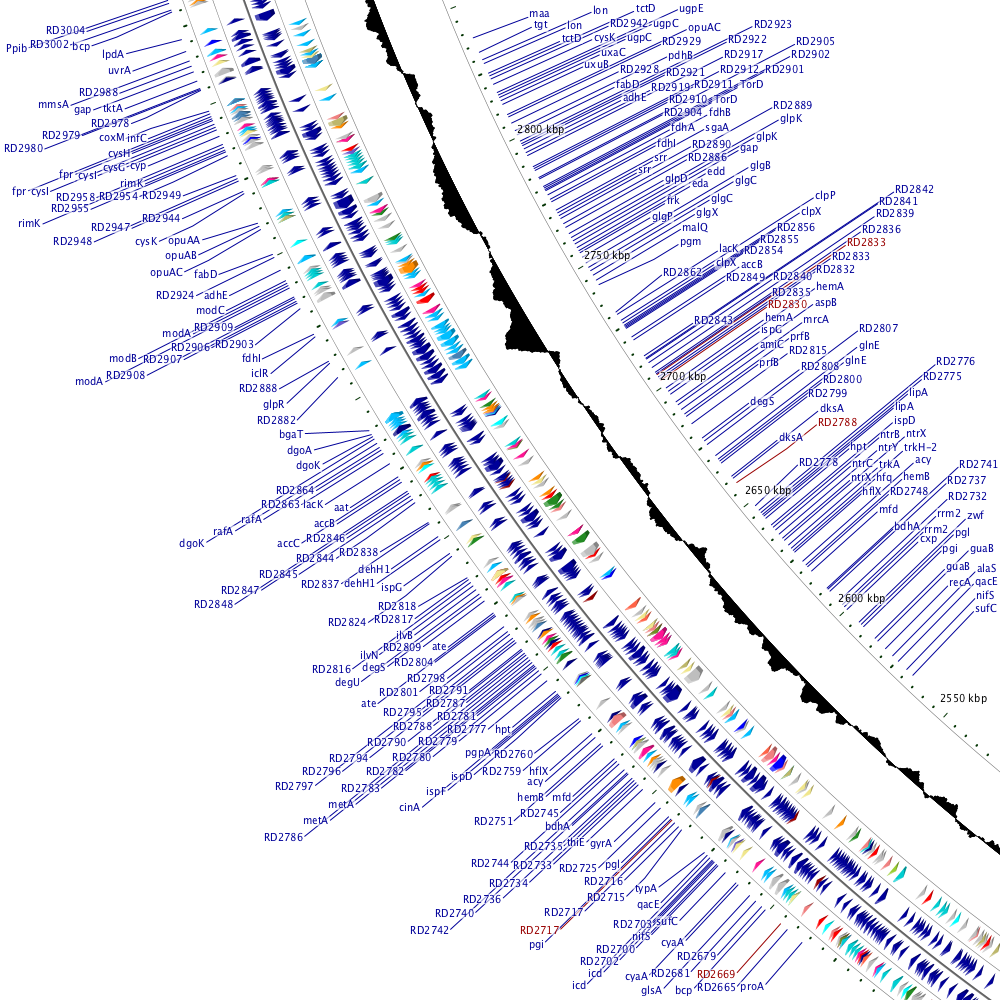 RD3004
Ppib RD3002 bcp
lpdA
uvrA
RD2988
mmsA gap tktA
RD2978
RD2979 coxM infC
RD2980
cysH
cysG cyp
fpr cysI
rimK
fpr cysI
RD2958 RD2954 RD2949
RD2955
rimK RD2944
RD2947
RD2948 cysK opuAA
opuAB
opuAC fabD
RD2924 adhE
modC
RD2909
modA
RD2906 RD2903
modB RD2907 fdhI
iclR
modA RD2908
RD2888
glpR
RD2882
bgaT
dgoA
dgoK
RD2864
RD2863 lacK aat
rafA accB
rafA RD2846
dgoK accC RD2838
RD2844
dehH1
RD2845
RD2837 dehH1
ispG
RD2847
RD2848 RD2818
RD2824 RD2817
ilvB
RD2809 ate
ilvN RD2804
RD2816 degS
degU RD2798
RD2801 RD2791
ate RD2787
RD2795 RD2781
RD2788 RD2777 hpt
RD2790 RD2779
RD2794 RD2780 pgpA RD2760
RD2796 RD2782 ispD RD2759 hflX
RD2797 RD2783 acy
ispF
metA hemB mfd
cinA
metA RD2745
RD2751
RD2786 bdhA
RD2735 thiE gyrA
RD2744 RD2733 pgl
RD2725
RD2734 RD2716
RD2736 RD2715 typA
RD2740 RD2717 qacE
RD2742 RD2717 RD2703 sufC
pgi nifS
RD2700 cyaA
RD2702 RD2679
icd cyaA RD2681 RD2669
icd glsA bcp RD2665 proA
maa lon tctD ugpE
tgt lon RD2942 ugpC opuAC RD2923
tctD cysK ugpC RD2929 RD2922 RD2905
uxaC pdhB RD2917 RD2902
uxuB RD2928 RD2921 RD2912 RD2901
fabD RD2919 RD2911 TorD
adhE RD2910 TorD
RD2904 fdhB RD2889
2800 kbp fdhA sgaA glpK
fdhI RD2890 glpK
srr RD2886 gap
srr glpD edd glgB
eda glgC
frk glgC clpP RD2842
glgP glgX clpX RD2841
malQ RD2856 RD2839
pgm RD2855 RD2836
lacK RD2854 RD2833
2750 kbp RD2833
clpX accB RD2832
RD2862 RD2849 RD2840
RD2835 hemA
RD2830 aspB
RD2843 hemA mrcA
ispG RD2807
amiC prfB
RD2815 glnE
prfB RD2808 glnE RD2776
2700 kbp RD2800 RD2775
RD2799 lipA
degS dksA lipA
RD2788 ispD
dksA ntrB ntrX
hpt ntrY trkH-2
RD2778 ntrC trkA acy RD2741
ntrX hfq hemB RD2737
2650 kbp hflX RD2748 RD2732
mfd rrm2 zwf
bdhA rrm2 pgl
cxp
pgi guaB
guaB alaS
recA qacE
2600 kbp nifS
sufC
2550 kbp